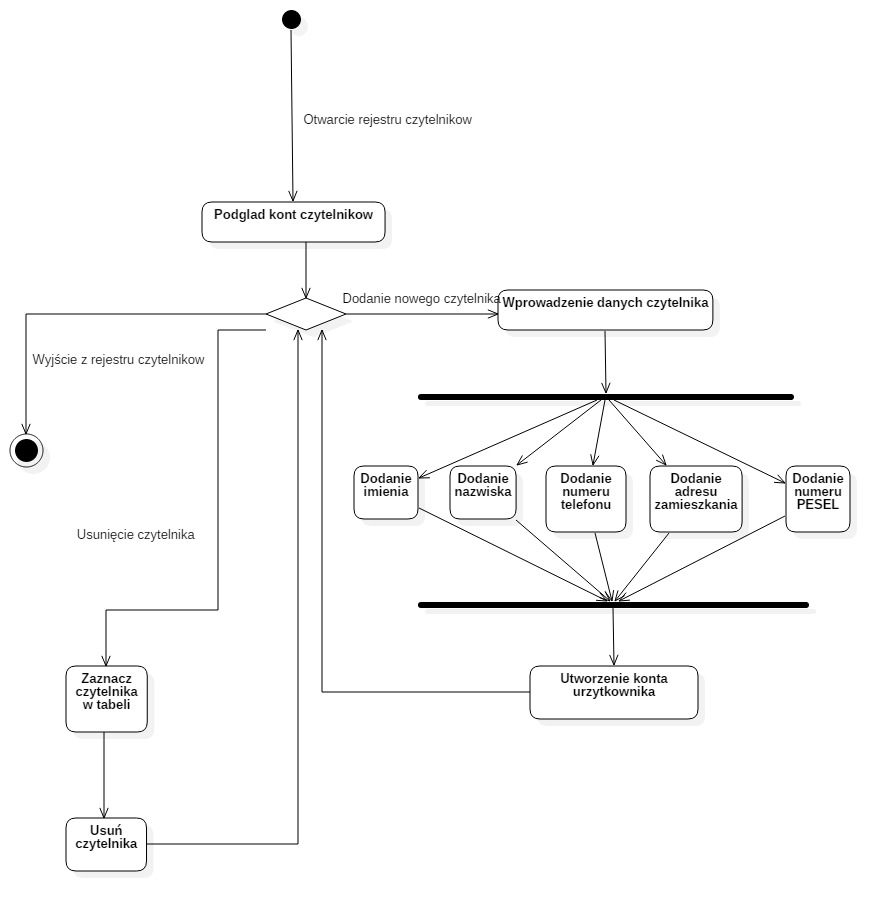 Otwarcie rejestru czytelnikow
Podglad kont czytelnikow
Dodanie nowego czytelnika
Wprowadzenie danych czytelnika
Wyjście z rejestru czytelnikow
Dodanie
imienia
Dodanie
nazwiska
Dodanie
numeru
telefonu
Dodanie
adresu
zamieszkania
Dodanie
numeru
PESEL
Usunięcie czytelnika
Zaznacz
czytelnika
w tabeli
Utworzenie konta
urzytkownika
Usuń
czytelnika